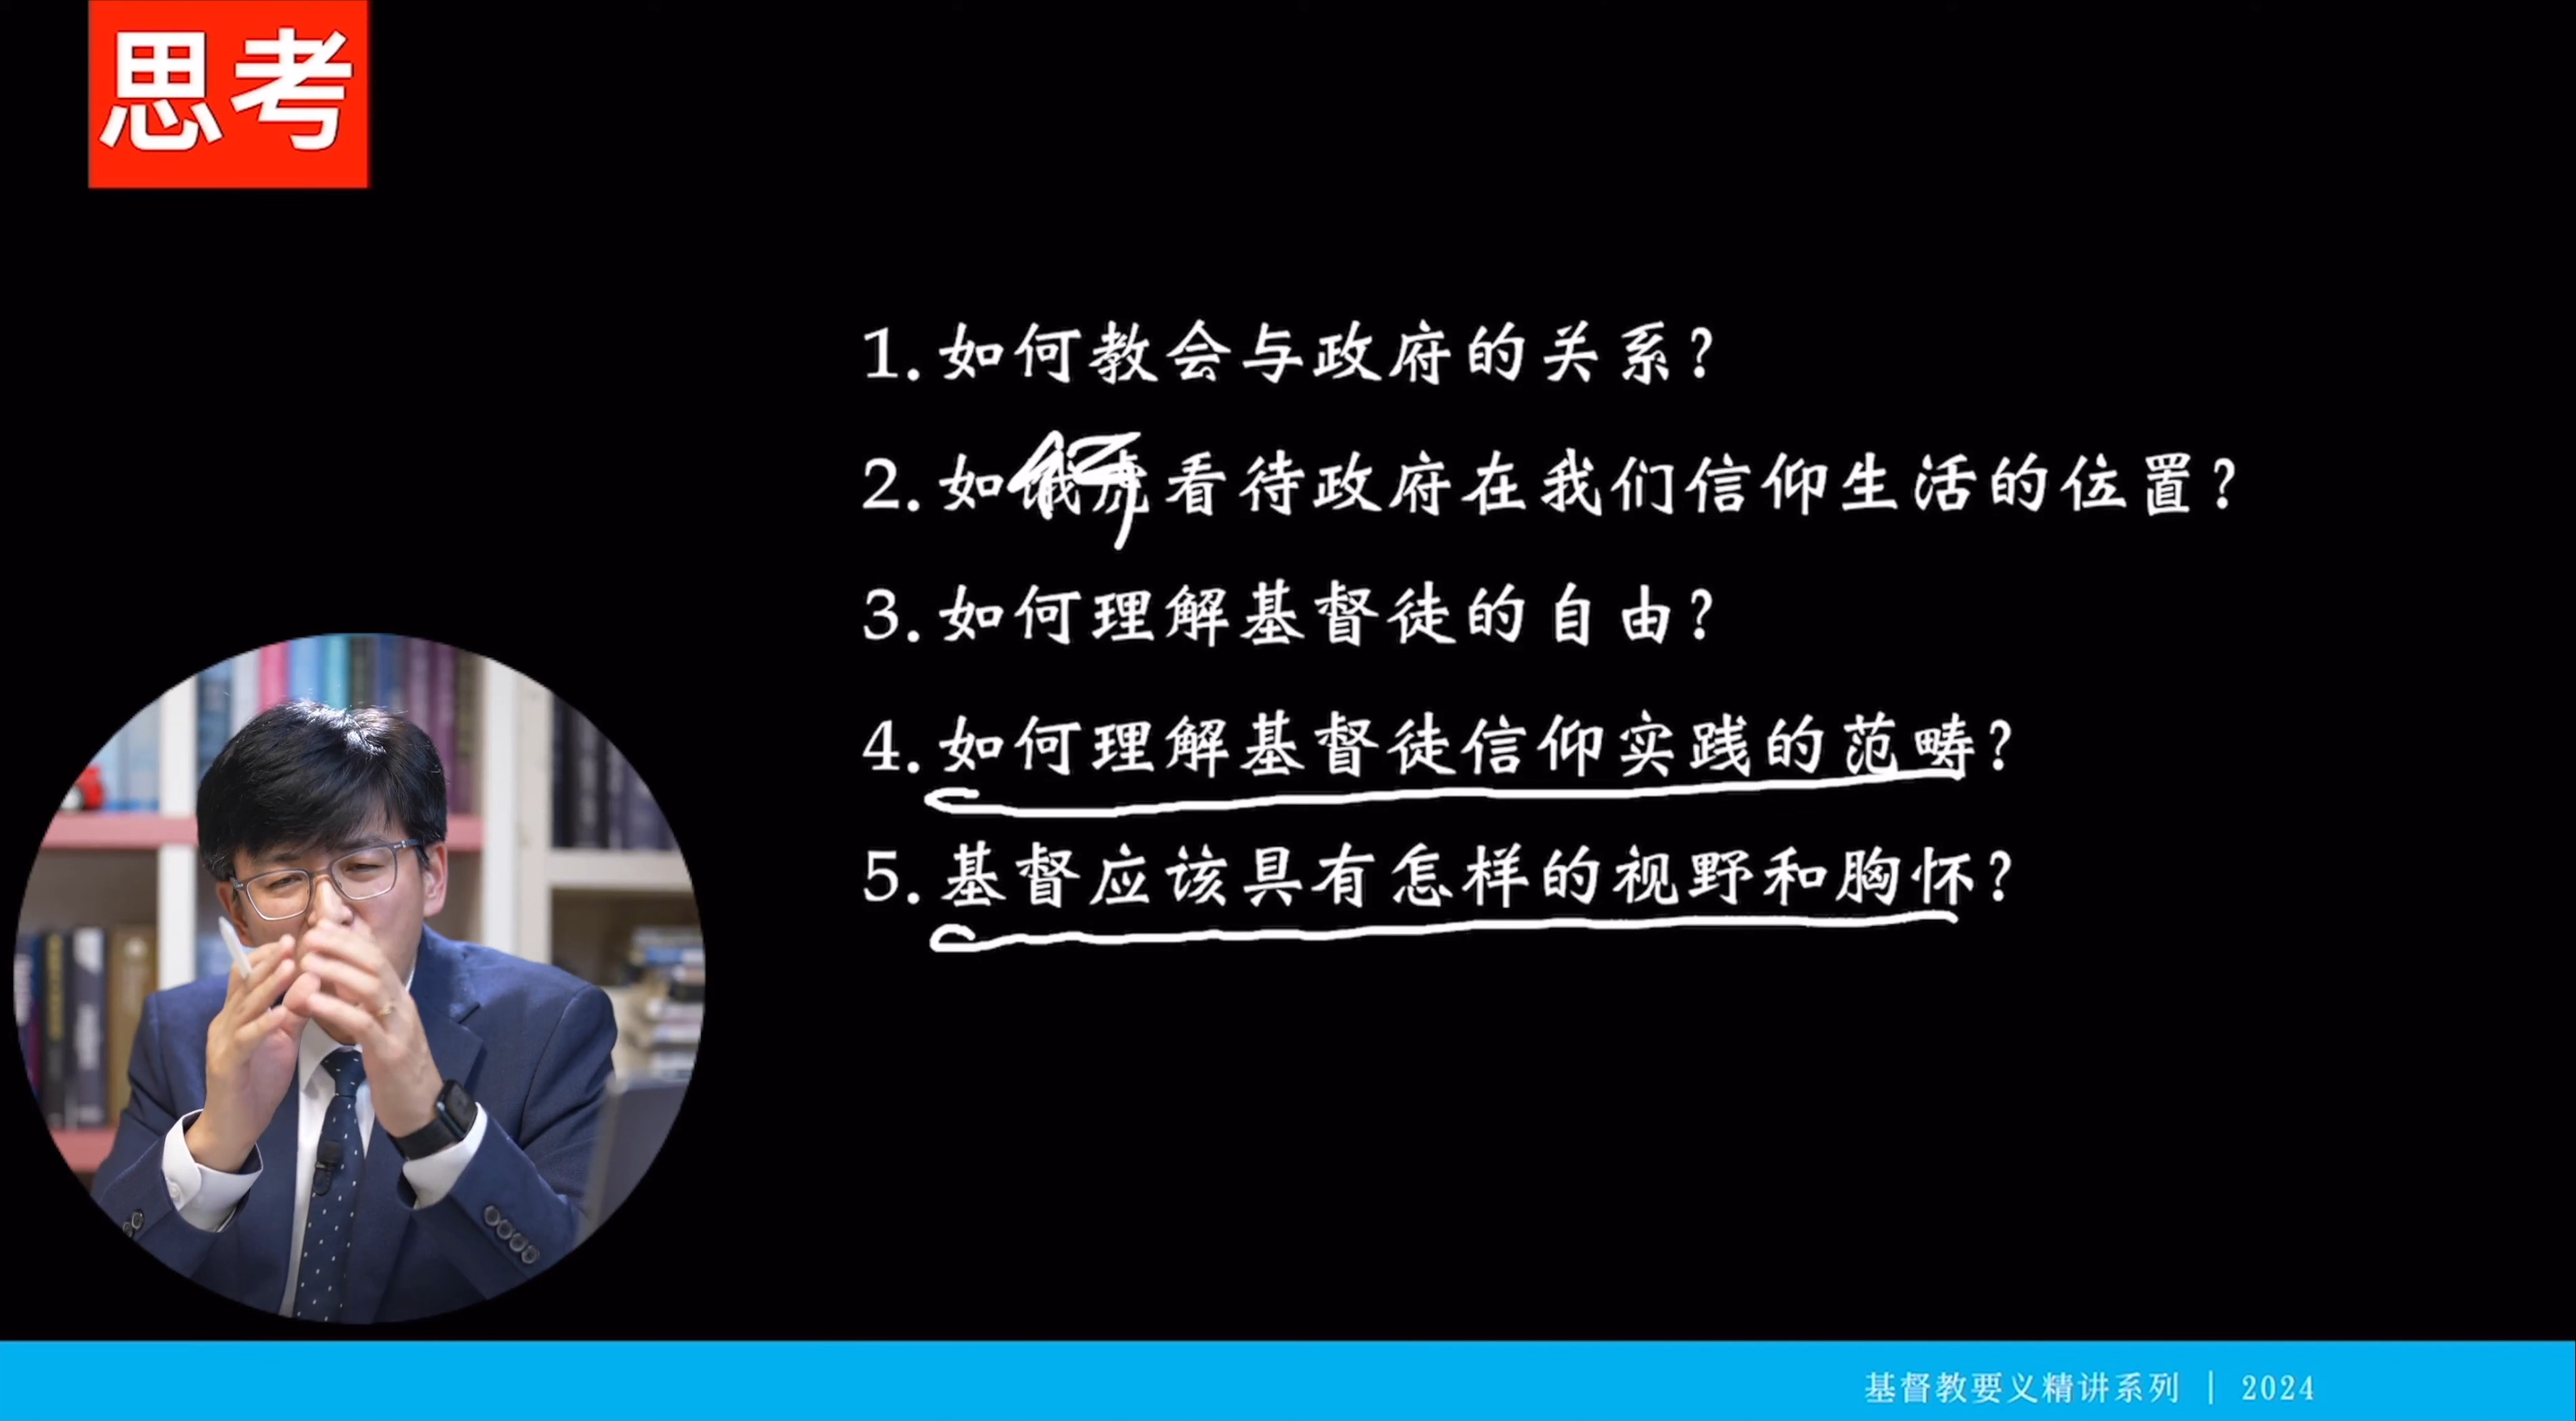 思考
1. 如何教会与政府的关系？
2. 如何看待政府在我们信仰生活的位置？
3. 如何理解基督徒的自由？
4. 如何理解基督徒信仰实践的范畴？
5. 基督应该具有怎样的视野和胸怀？
基督教要义精讲系列 | 2024